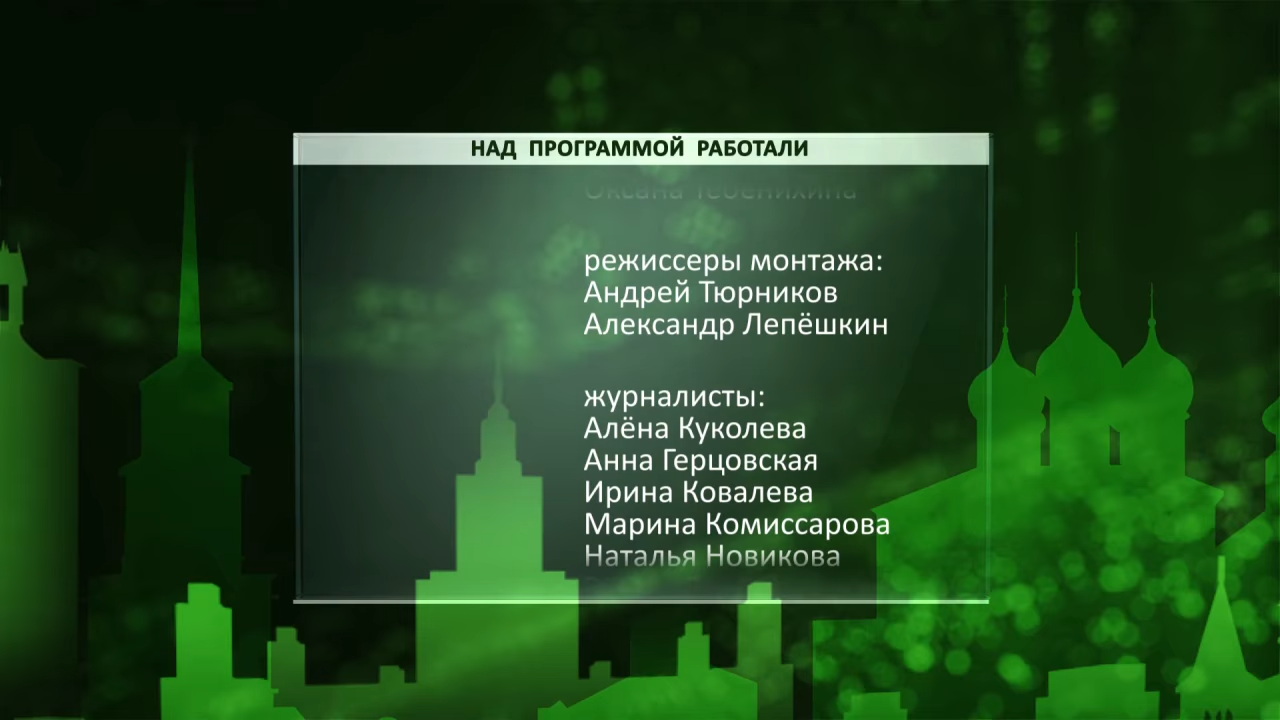 НАД ПРОГРАММОЙ РАБОТАЛИ
Оксана
режиссеры монтажа:
Андрей Тюрников
Александр Лепёшкин
журналисты:
Алёна Куколева
Анна Герцовская
Ирина Ковалева
Марина Комиссарова
Наталья Новикова